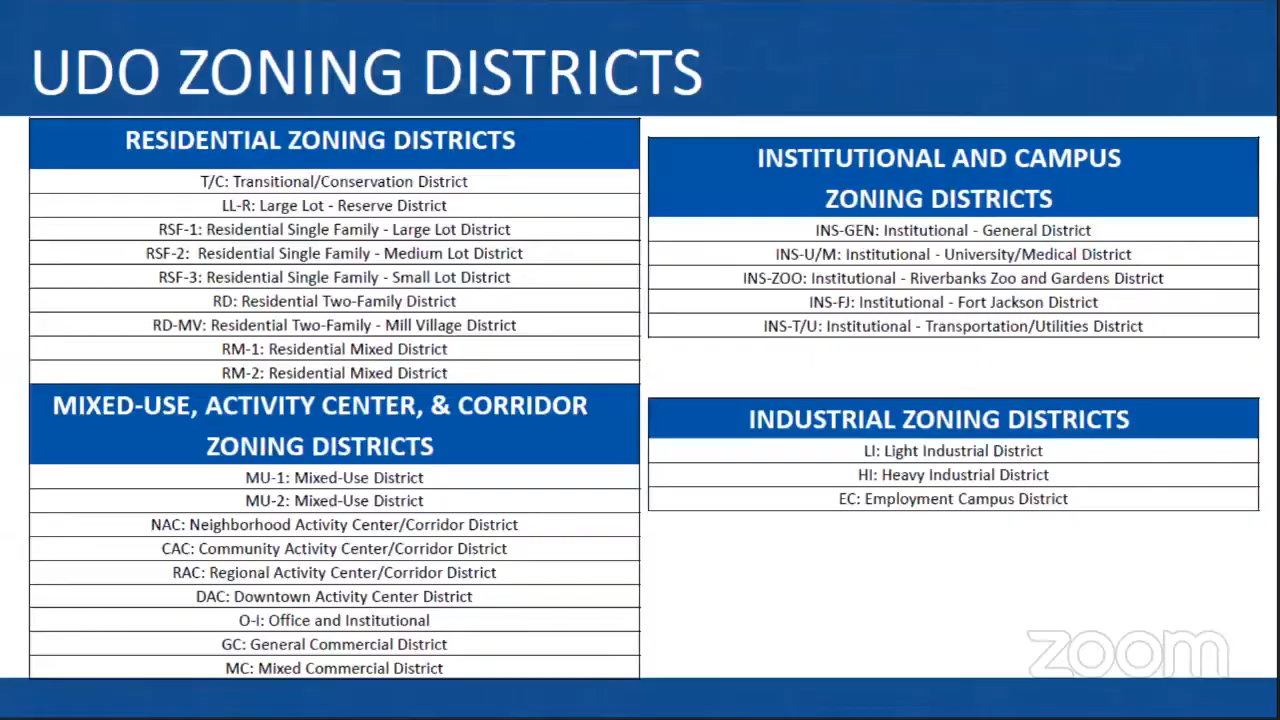 UDO ZONING DISTRICTS
RESIDENTIAL ZONING DISTRICTS
T/C: Transitional/Conservation District
LL-R: Large Lot - Reserve District
RSF-1: Residential Single Family - Large Lot District
RSF-2: Residential Single Family - Medium Lot District
RSF-3: Residential Single Family - Small Lot District
RD: Residential Two-Family District
RD-MV: Residential Two-Family - Mill Village District
RM-1: Residential Mixed District
RM-2: Residential Mixed District
MIXED-USE, ACTIVITY CENTER, & CORRIDOR
ZONING DISTRICTS
MU-1: Mixed-Use District
MU-2: Mixed-Use District
NAC: Neighborhood Activity Center/Corridor District
CAC: Community Activity Center/Corridor District
RAC: Regional Activity Center/Corridor District
DAC: Downtown Activity Center District
O-I: Office and Institutional
GC: General Commercial District
MC: Mixed Commercial District
INSTITUTIONAL AND CAMPUS
ZONING DISTRICTS
INS-GEN: Institutional - General District
INS-U/M: Institutional - University/Medical District
INS-ZOO: Institutional - Riverbanks Zoo and Gardens District
INS-FJ: Institutional - Fort Jackson District
INS-T/U: Institutional - Transportation/Utilities District
INDUSTRIAL ZONING DISTRICTS
LI: Light Industrial District
HI: Heavy Industrial District
EC: Employment Campus District
zoom